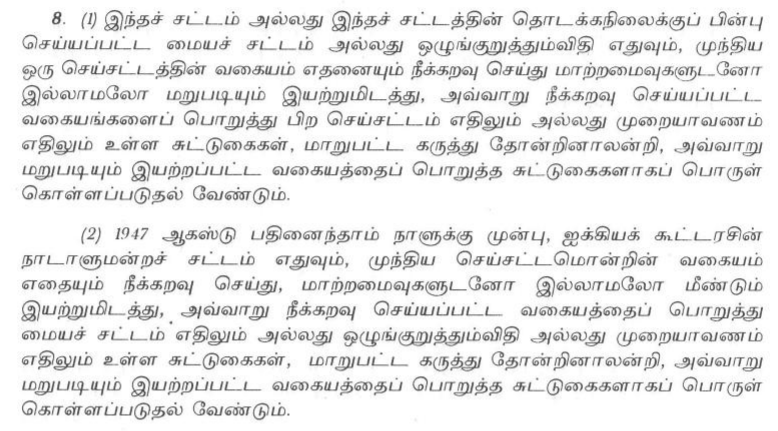 8. (1) இந்தச் சட்டம் அல்லது இந்தச் சட்டத்தின் தொடக்கநிலைக்குப் பின்பு
செய்யப்பட்ட மையச் சட்டம் அல்லது ஒழுங்குறுத்தும்விதி எதுவும், முந்திய
ஒரு செய்சட்டத்தின் வகையம் எதனையும் நீக்கறவு செய்து மாற்றமைவுகளுடனோ
இல்லாமலோ மறுபடியும் இயற்றுமிடத்து, அவ்வாறு நீக்கறவு செய்யப்பட்ட
வகையங்களைப் பொறுத்து பிற செய்சட்டம் எதிலும் அல்லது முறையாவணம்
எதிலும் உள்ள சுட்டுகைகள், மாறுபட்ட கருத்து தோன்றினாலன்றி, அவ்வாறு
மறுபடியும் இயற்றப்பட்ட வகையத்தைப் பொறுத்த சுட்டுகைகளாகப் பொருள்
கொள்ளப்படுதல் வேண்டும்.
(2) 1947 ஆகஸ்டு பதினைந்தாம் நாளுக்கு முன்பு, ஐக்கியக் கூட்டரசின்
நாடாளுமன்றச் சட்டம் எதுவும், முந்திய செய்சட்டமொன்றின் வகையம்
எதையும் நீக்கறவு செய்து, மாற்றமைவுகளுடனோ இல்லாமலோ மீண்டும்
இயற்றுமிடத்து, அவ்வாறு நீக்கறவு செய்யப்பட்ட வகையத்தைப் பொறுத்து
மையச் சட்டம் எதிலும் அல்லது ஒழுங்குறுத்தும்விதி அல்லது முறையாவணம்
எதிலும் உள்ள சுட்டுகைகள், மாறுபட்ட கருத்து தோன்றினாலன்றி, அவ்வாறு
மறுபடியும் இயற்றப்பட்ட வகையத்தைப் பொறுத்த சுட்டுகைகளாகப் பொருள்
கொள்ளப்படுதல் வேண்டும்.